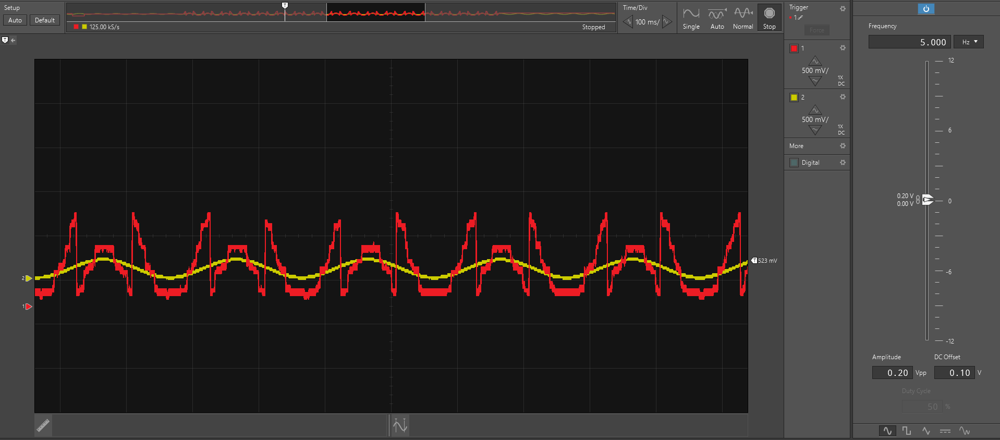 Setup
Auto Default
T
125.00 kS/s
Stopped
Time/Div
100 ms/
Single Auto Normal Stop
Trigger
1
Force
T
1
500 mV/
1X
DC
2
500 mV/
1X
DC
More
Digital
2
1
T 523 mV
Frequency
5.000 Hz
12
6
0.20 V
0.00 V
0
-6
-12
Amplitude DC Offset
0.20 Vpp 0.10 V
Duty Cycle
50 %